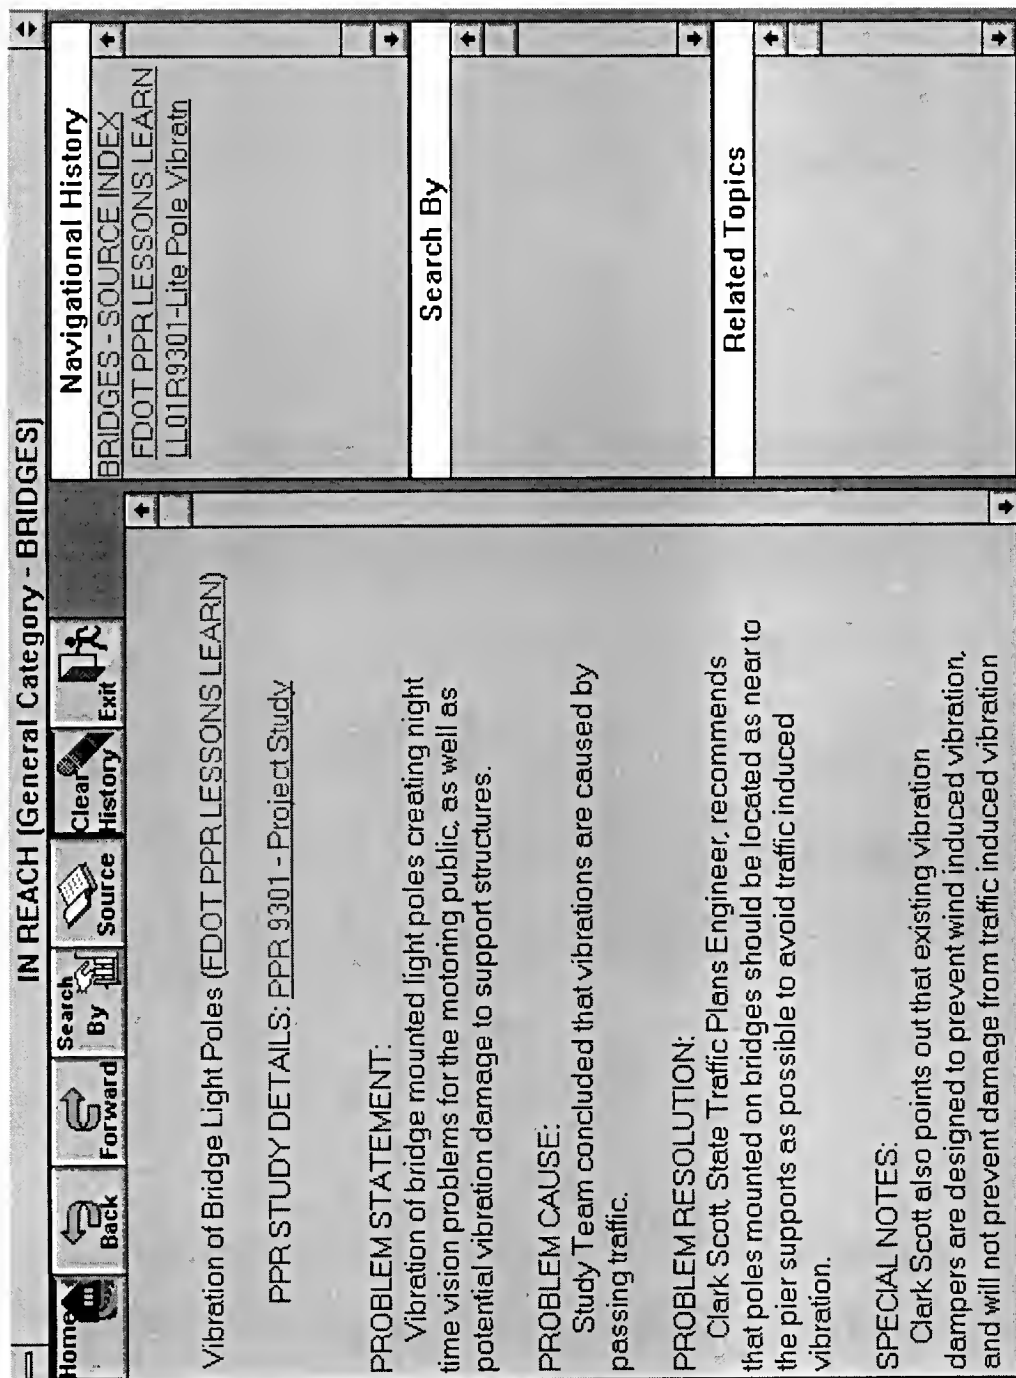 IN REACH (General Category - BRIDGES)
Home
Back
Forward
Search By
Source
Clear History
Exit
Vibration of Bridge Light Poles (FDOT PPR LESSONS LEARN)
PPR STUDY DETAILS: PPR 9301 - Project Study
PROBLEM STATEMENT:
Vibration of bridge mounted light poles creating night
time vision problems for the motoring public, as well as
potential vibration damage to support structures.
PROBLEM CAUSE:
Study Team concluded that vibrations are caused by
passing traffic.
PROBLEM RESOLUTION:
Clark Scott, State Traffic Plans Engineer, recommends
that poles mounted on bridges should be located as near to
the pier supports as possible to avoid traffic induced
vibration.
SPECIAL NOTES:
Clark Scott also points out that existing vibration
dampers are designed to prevent wind induced vibration,
and will not prevent damage from traffic induced vibration
Navigational History
BRIDGES - SOURCE INDEX
FDOT PPR LESSONS LEARN
LL01R9301-Lite Pole Vibratn
Search By
Related Topics